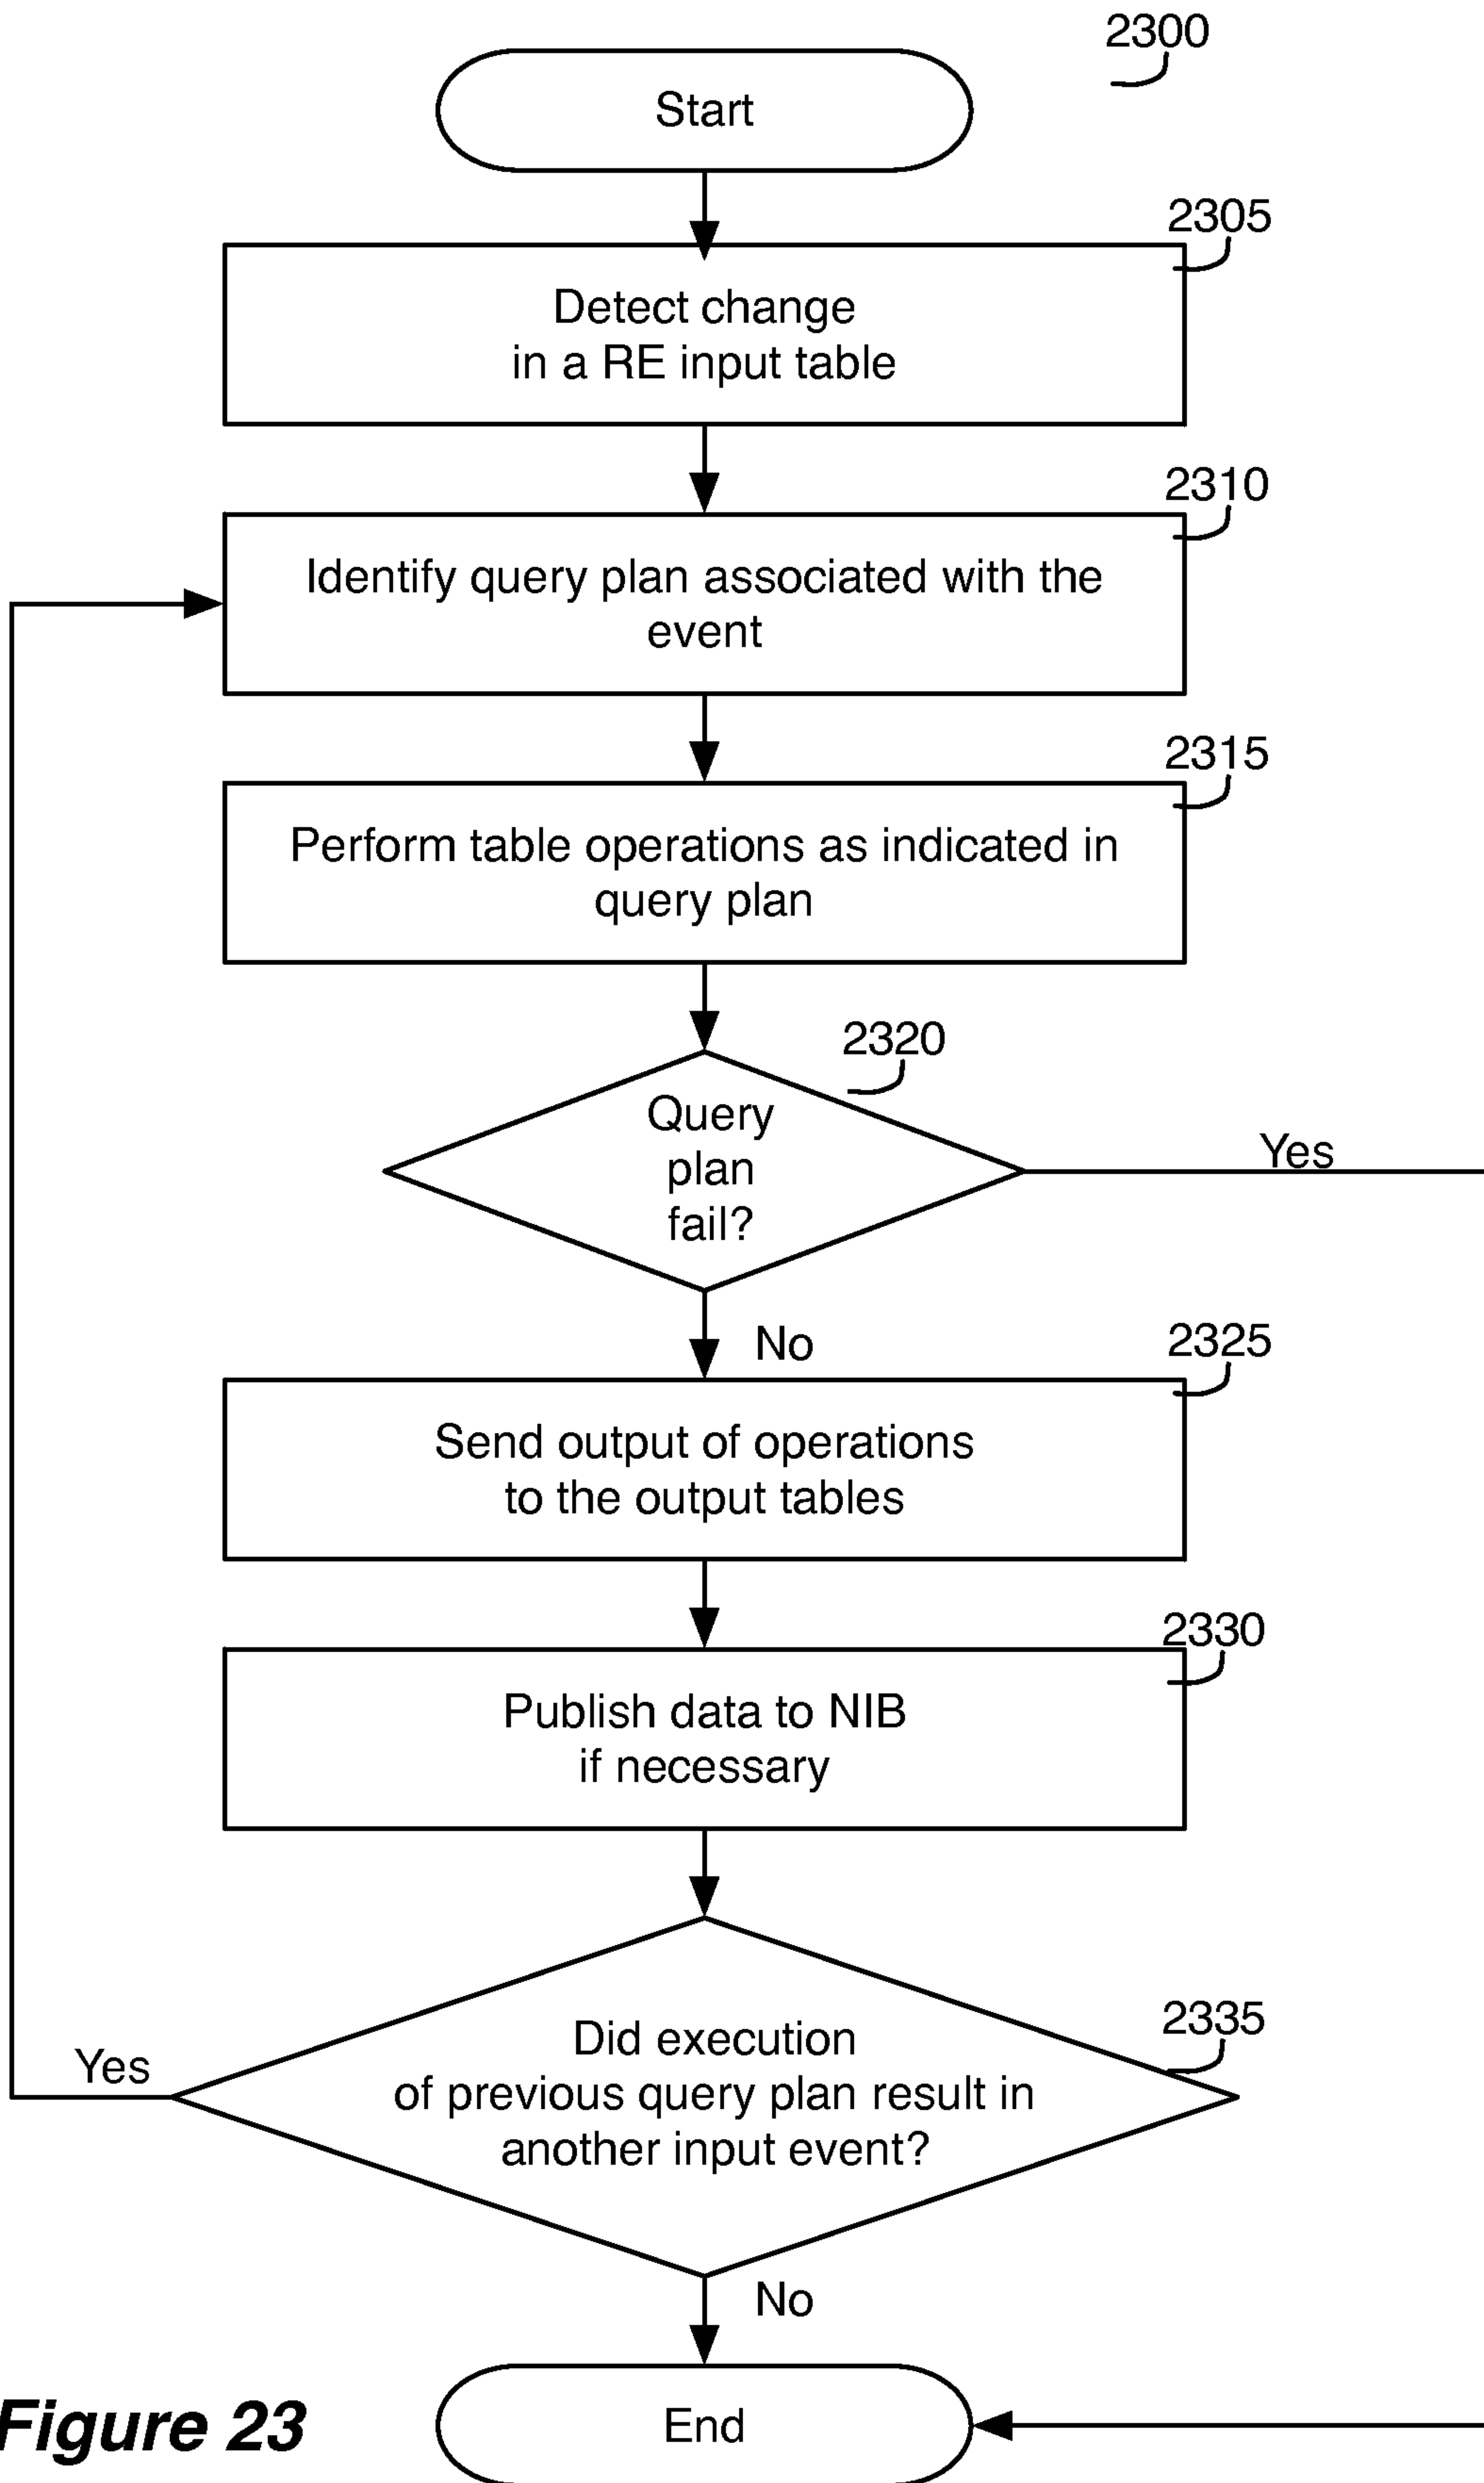 2300
Start
2305
Detect change
in a RE input table
2310
Identify query plan associated with the
event
2315
Perform table operations as indicated in
query plan
2320
Query
plan
fail?
Yes
No
2325
Send output of operations
to the output tables
2330
Publish data to NIB
if necessary
2335
Did execution
of previous query plan result in
another input event?
Yes
No
End
Figure 23